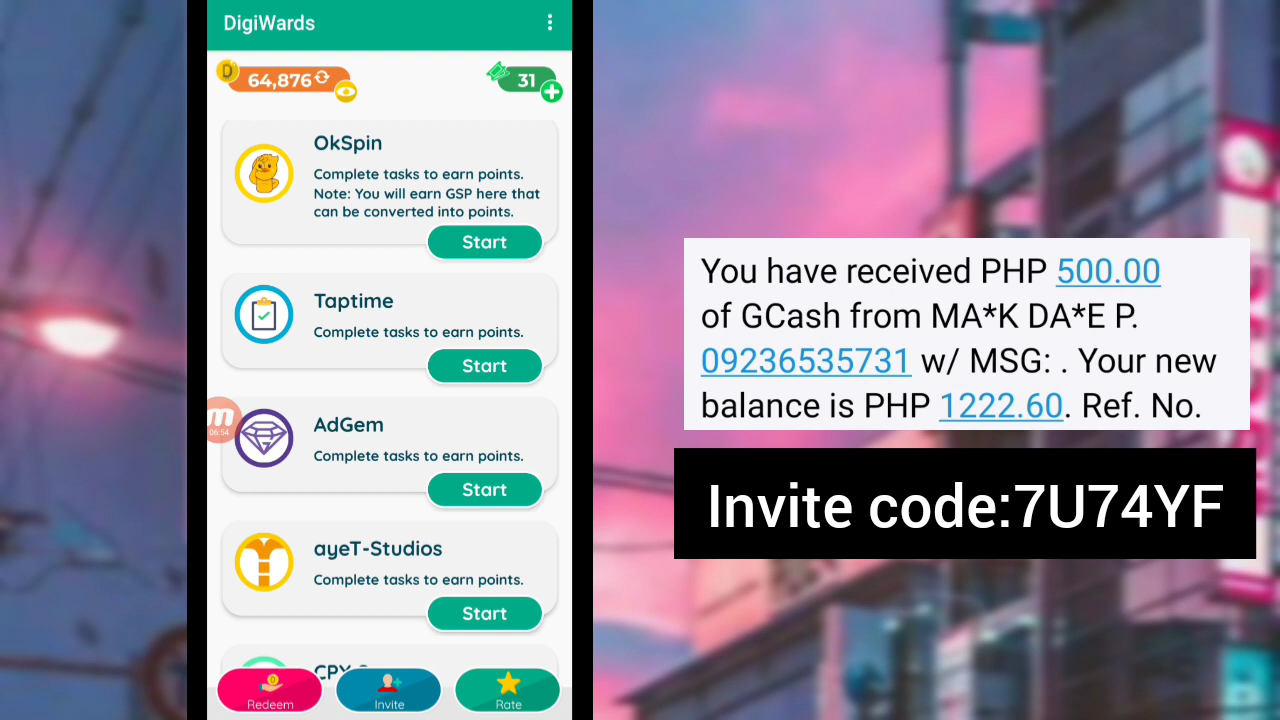 DigiWards
64,876
31
OkSpin
Complete tasks to earn points.
Note: You will earn GSP here that
can be converted into points.
Start
Taptime
Complete tasks to earn points.
Start
06:54
AdGem
Complete tasks to earn points.
Start
ayeT-Studios
Complete tasks to earn points.
Start
CPX
Redeem
Invite
Rate
You have received PHP 500.00
of GCash from MA*K DA*E P.
09236535731 w/ MSG: . Your new
balance is PHP 1222.60. Ref. No.
Invite code:7U74YF